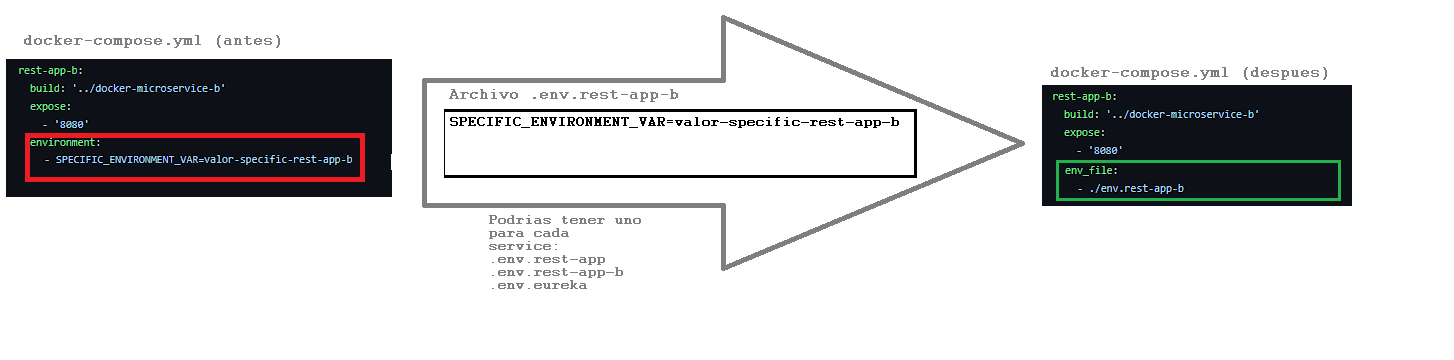 docker-compose.yml (antes)
rest-app-b:
build: '../docker-microservice-b'
expose:
- '8080'
environment:
- SPECIFIC_ENVIRONMENT_VAR=valor-specific-rest-app-b
Archivo .env.rest-app-b
SPECIFIC_ENVIRONMENT_VAR=valor-specific-rest-app-b
Podrias tener uno
para cada
service:
.env.rest-app
.env.rest-app-b
.env.eureka
docker-compose.yml (despues)
rest-app-b:
build: '../docker-microservice-b'
expose:
- '8080'
env_file:
- ./env.rest-app-b